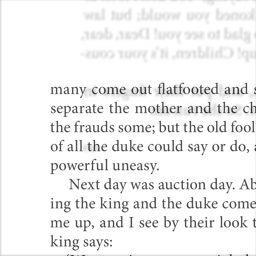 many come out flatfooted and s
separate the mother and the ch
the frauds some; but the old fool
of all the duke could say or do, a
powerful uneasy.
Next day was auction day. Ab
ing the king and the duke come
me up, and I see by their look t
king says: